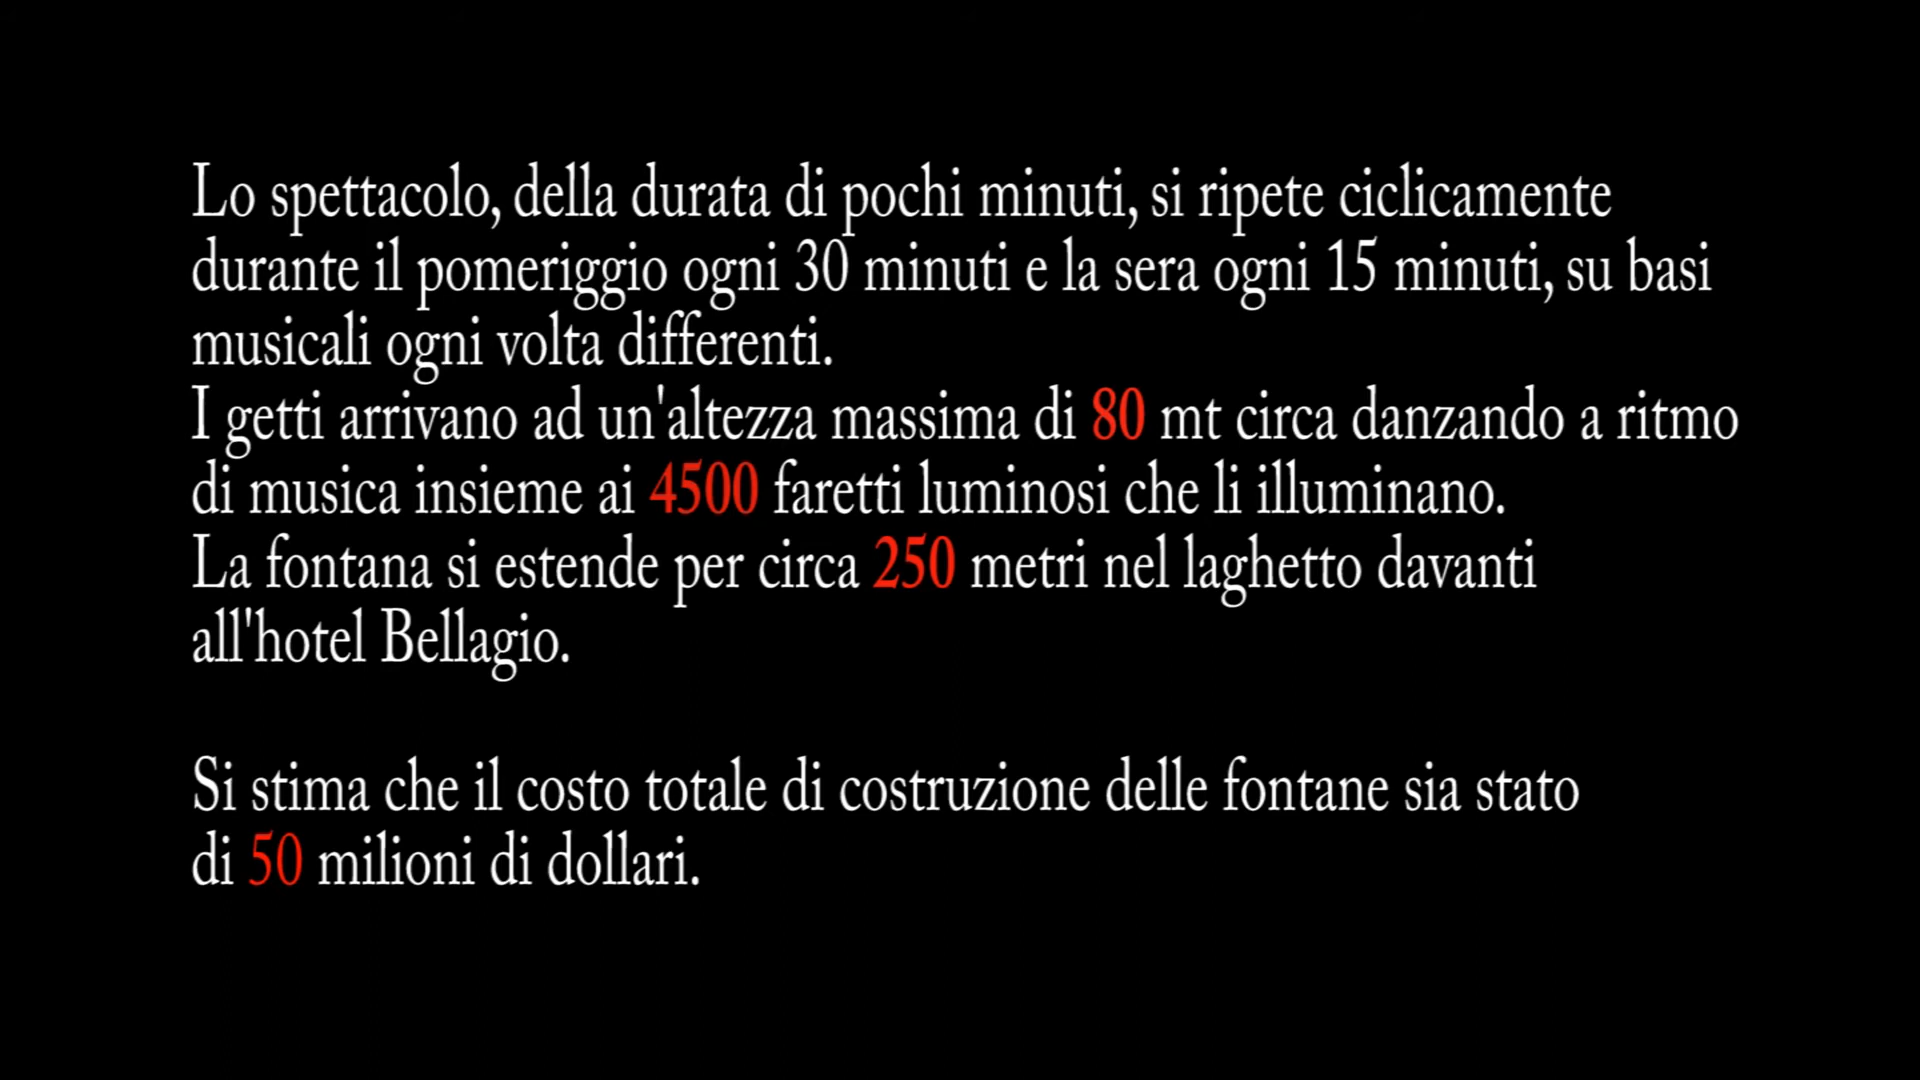 Lo spettacolo, della durata di pochi minuti, si ripete ciclicamente
durante il pomeriggio ogni 30 minuti e la sera ogni 15 minuti, su basi
musicali ogni volta differenti.
I getti arrivano ad un'altezza massima di 80 mt circa danzando a ritmo
di musica insieme ai 4500 faretti luminosi che li illuminano.
La fontana si estende per circa 250 metri nel laghetto davanti
all'hotel Bellagio.
Si stima che il costo totale di costruzione delle fontane sia stato
di 50 milioni di dollari.